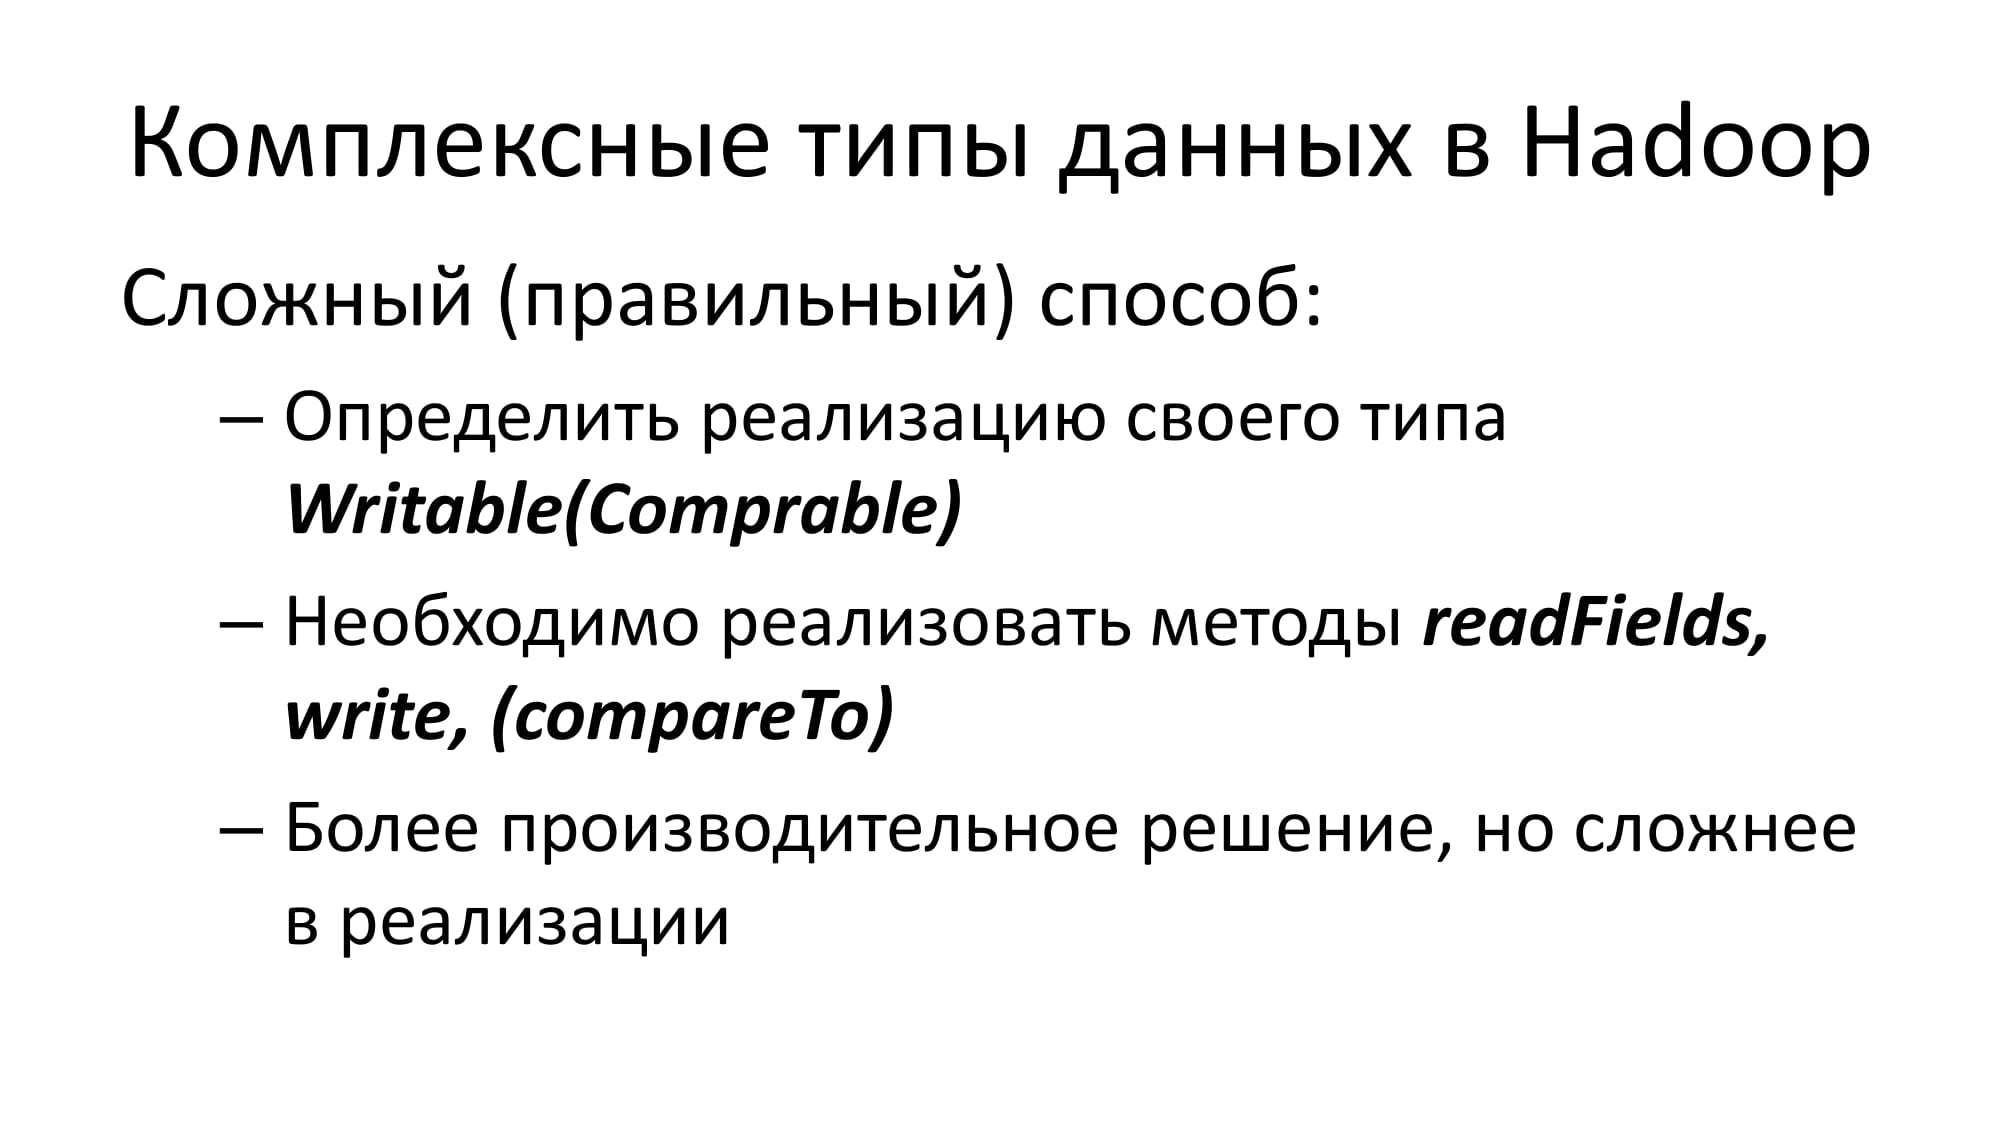 Комплексные типы данных в Hadoop
Сложный (правильный) способ:
– Определить реализацию своего типа
Writable(Comprable)
– Необходимо реализовать методы readFields,
write, (compareTo)
– Более производительное решение, но сложнее
в реализации